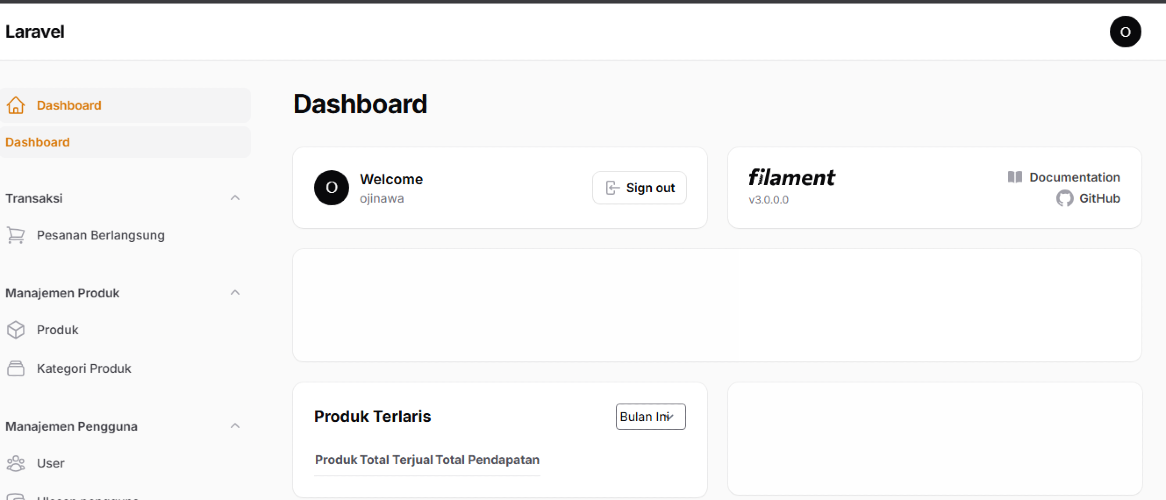 Laravel
O
Dashboard
Dashboard
Transaksi
Pesanan Berlangsung
Manajemen Produk
Produk
Kategori Produk
Manajemen Pengguna
User
Dashboard
O
Welcome
ojinawa
Sign out
filament
v3.0.0.0
Documentation
GitHub
Produk Terlaris
Bulan Ini
Produk Total Terjual Total Pendapatan